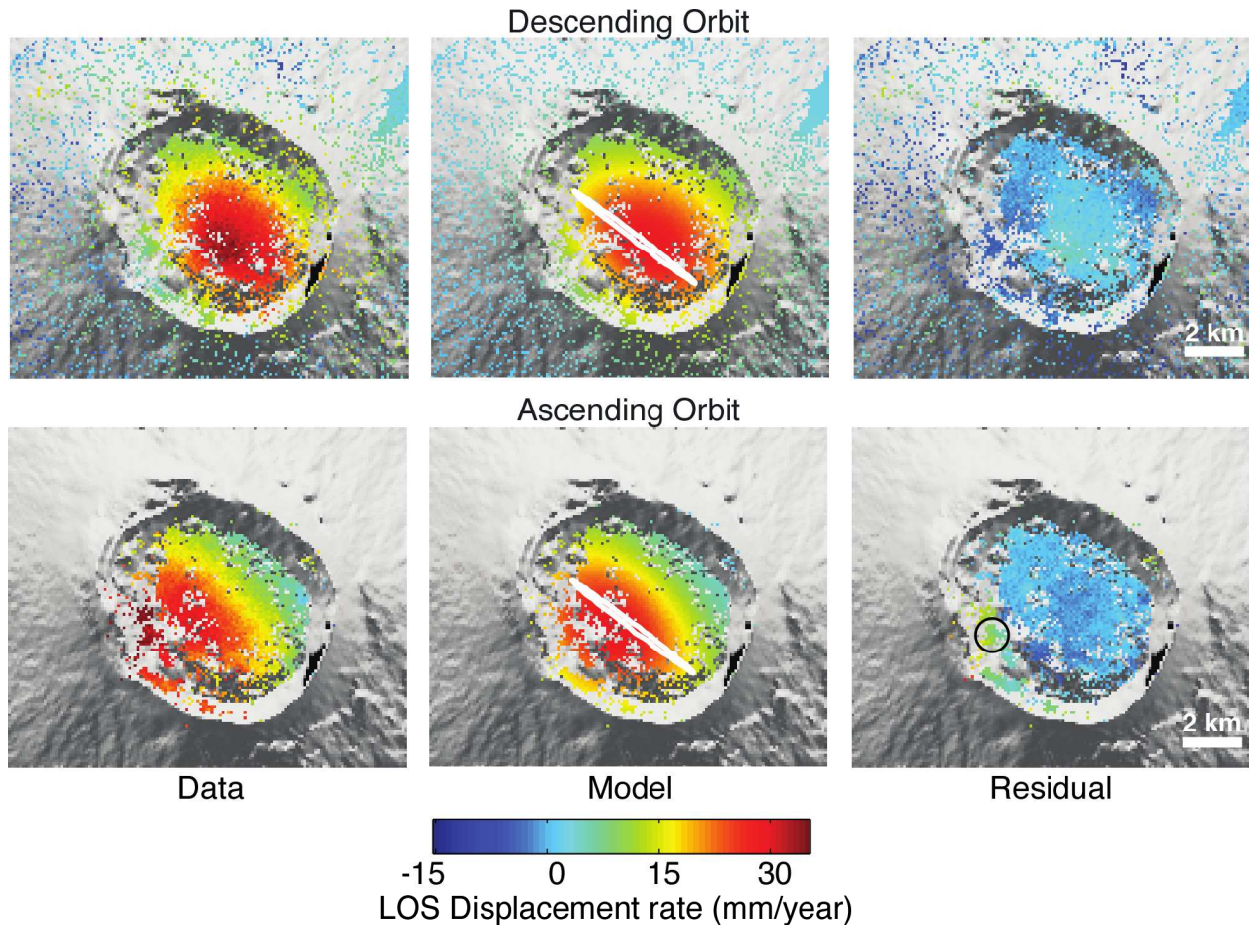 Descending Orbit
2 km
Ascending Orbit
2 km
Data
Model
Residual
-15
0
15
30
LOS Displacement rate (mm/year)